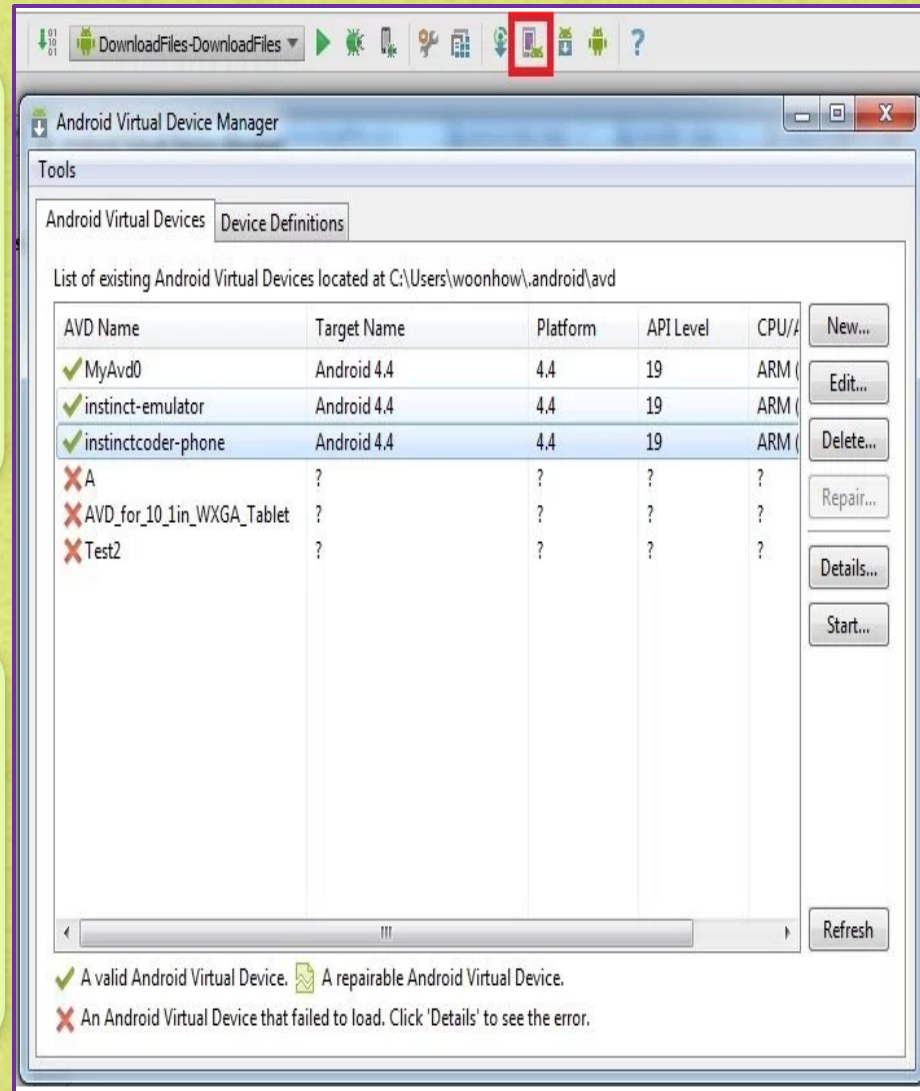 DownloadFiles-DownloadFiles
?
Android Virtual Device Manager
X
Tools
Android Virtual Devices Device Definitions
List of existing Android Virtual Devices located at C:\Users\woonhow\.android\avd
AVD Name Target Name Platform API Level CPU/A New...
MyAvd0 Android 4.4 4.4 19 ARM (
Edit...
instinct-emulator Android 4.4 4.4 19 ARM (
instinctcoder-phone Android 4.4 4.4 19 ARM ( Delete...
A ? ? ? ?
Repair...
AVD_for_10_1in_WXGA_Tablet ? ? ? ?
Test2 ? ? ? ?
Details...
Start...
Refresh
A valid Android Virtual Device. A repairable Android Virtual Device.
An Android Virtual Device that failed to load. Click 'Details' to see the error.